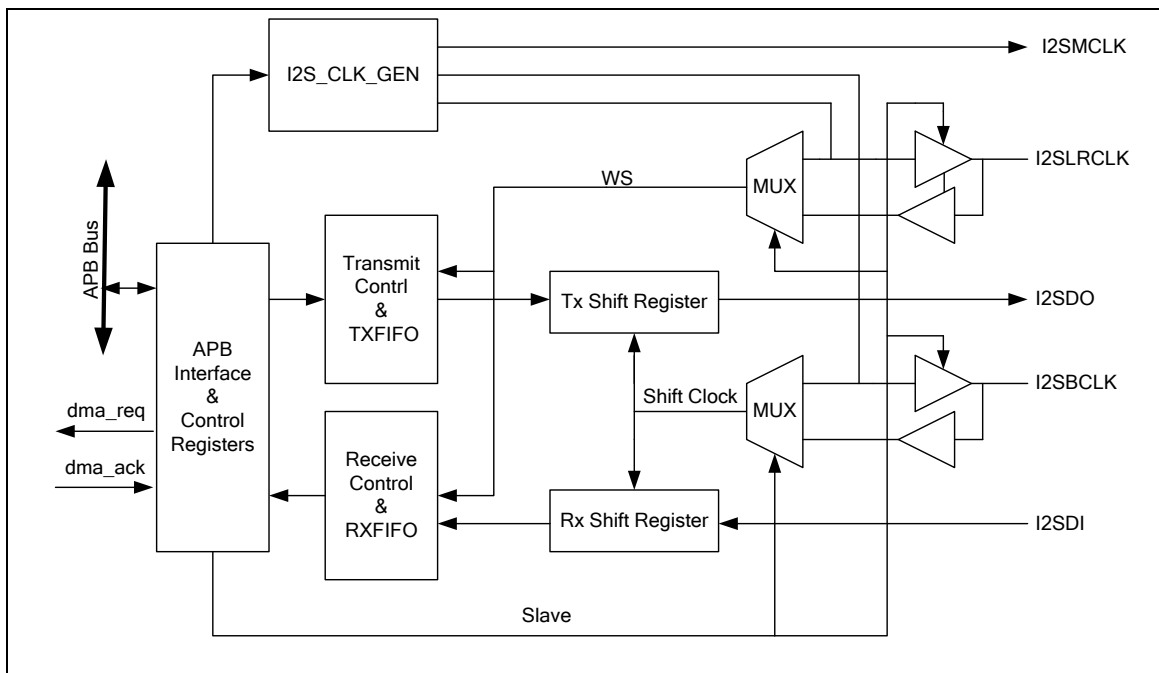 I2SMCLK
I2S_CLK_GEN
I2SLRCLK
MUX
WS
APB Bus
Transmit
Contrl
&
TXFIFO
Tx Shift Register
I2SDO
APB
Interface
&
Control
Registers
I2SBCLK
Shift Clock
MUX
dma_req
dma_ack
Receive
Control
&
RXFIFO
Rx Shift Register
I2SDI
Slave